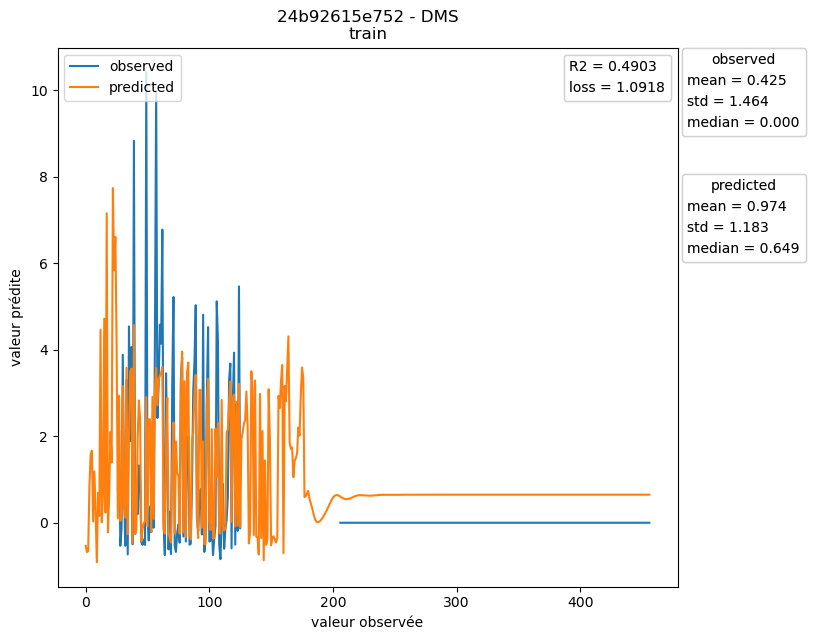 24b92615e752 - DMS
train
observed
predicted
R2 = 0.4903
loss = 1.0918
observed
mean = 0.425
std = 1.464
median = 0.000
predicted
mean = 0.974
std = 1.183
median = 0.649
valeur prédite
10
8
6
4
2
0
0
100
200
300
400
valeur observée